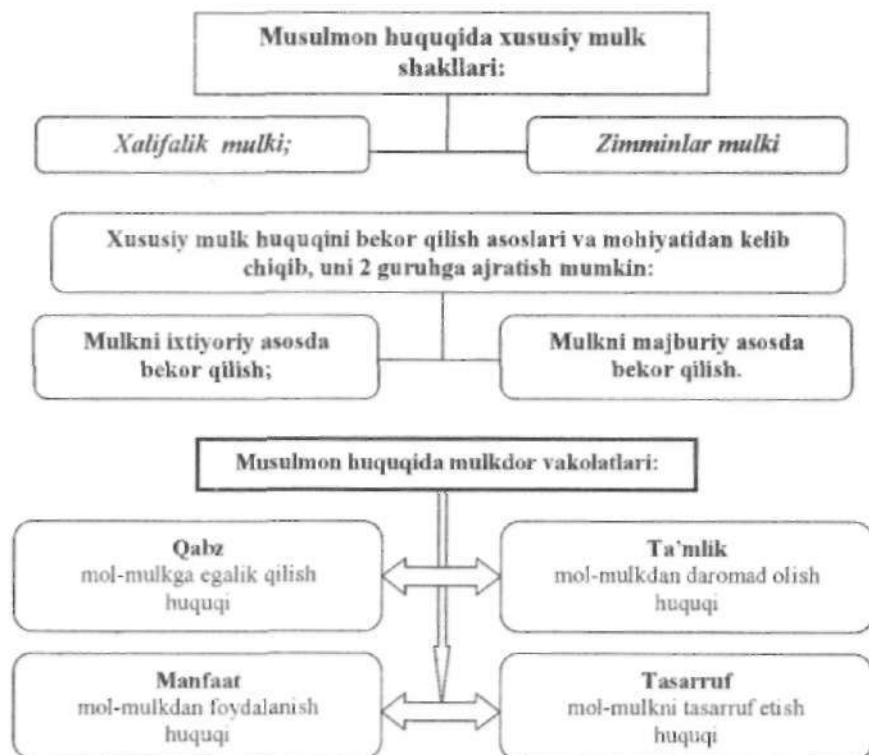 Musulmon huquqida xususiy mulk
shakllari:
Xalifalik mulki;
Zimminlar mulki
Xususiy mulk huquqini bekor qilish asoslari va mohiyatidan kelib
chiqib, uni 2 guruhga ajratish mumkin:
Mulkni ixtiyoriy asosda
bekor qilish;
Mulkni majburiy asosda
bekor qilish.
Musulmon huquqida mulkdor vakolatlari:
Qabz
mol-mulkga egalik qilish
huquqi
Ta’mlik
mol-mulkdan daromad olish
huquqi
Manfaat
mol-mulkdan foydalanish
huquqi
Tasarruf
mol-mulkni tasarruf etish
huquqi